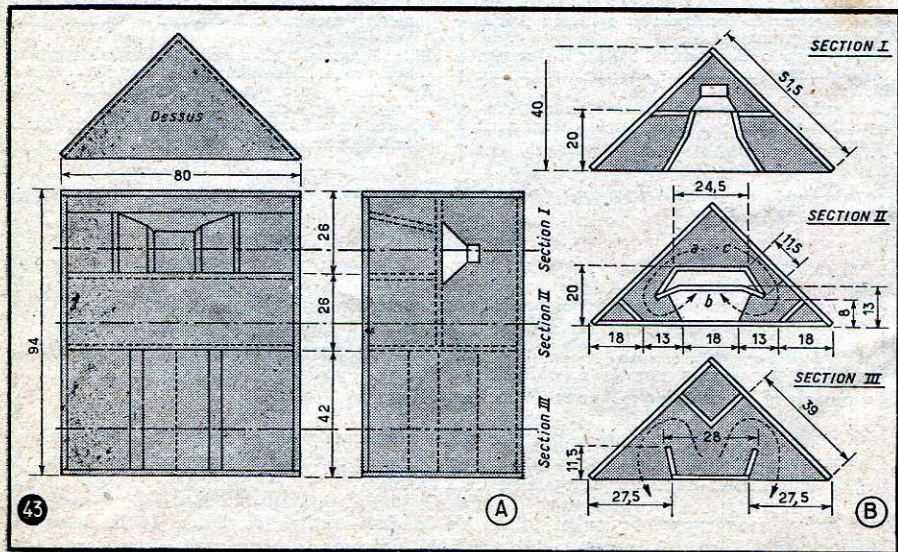 Dessus
80
94
26
26
42
Section I
Section II
Section III
43
A
SECTION I
51,5
40
20
24,5
SECTION II
11,5
a c
b
20
8
13
18 13 18 13 18
SECTION III
39
28
11,5
27,5 27,5
B